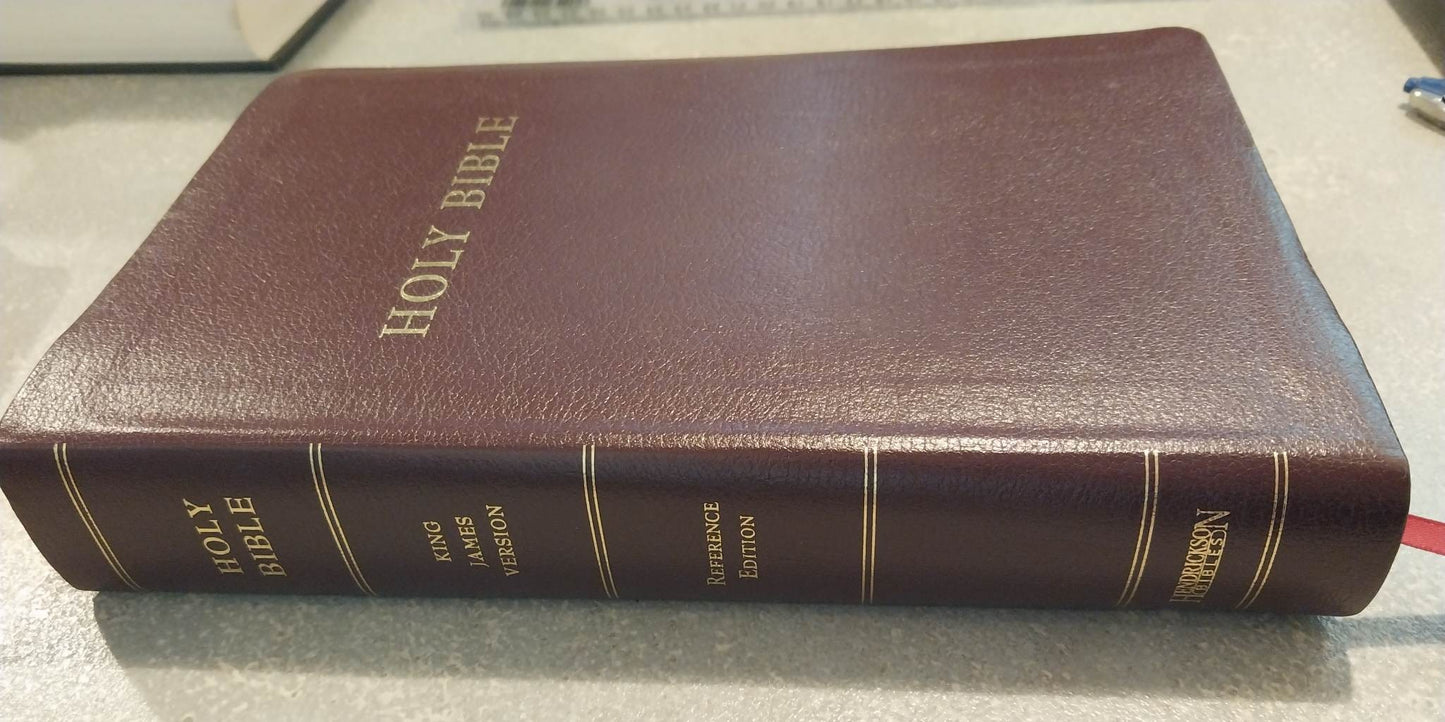 HOLY BIBLE
HOLY
BIBLE
KING
JAMES
VERSION
REFERENCE
EDITION
HENDRICKSON
BIBLES